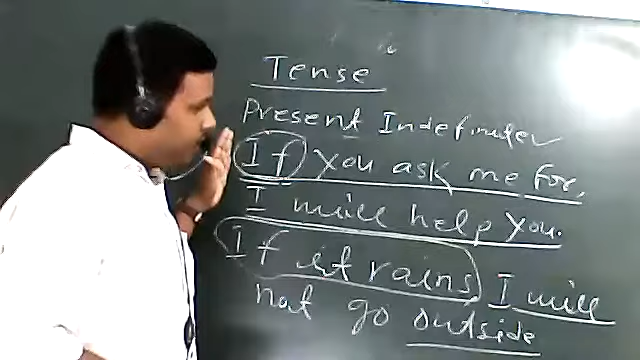 Tense
Present Indefinite
If you ask me for,
I will help you.
If it rains I will
not go outside